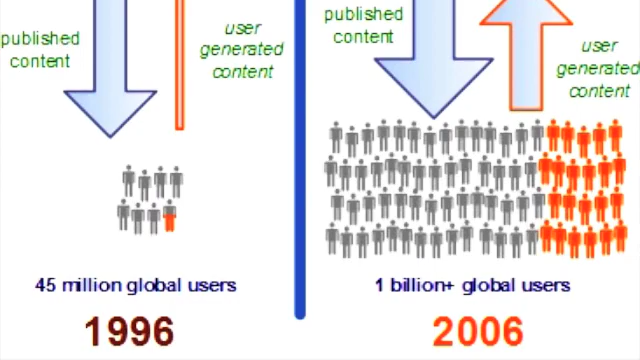 published
content
user
generated
content
45 million global users
1996
published
content
user
generated
content
1 billion+ global users
2006